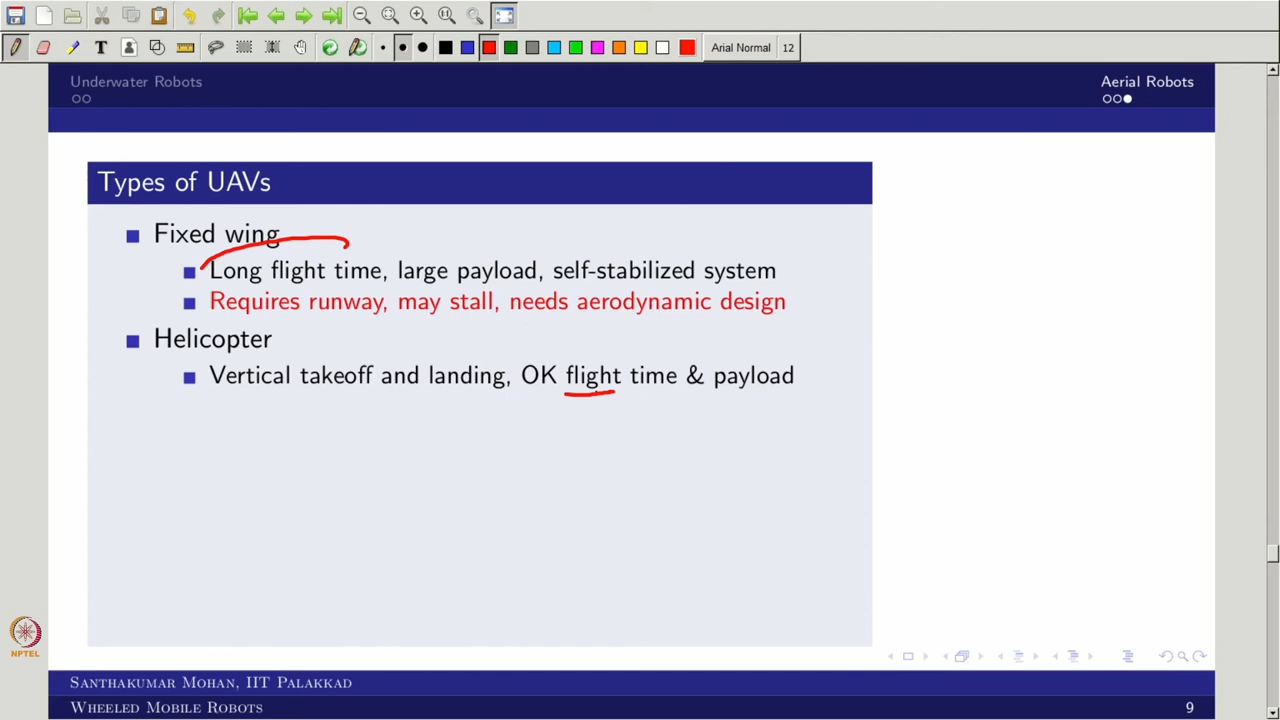 Arial Normal 12
Underwater Robots
Aerial Robots
Types of UAVs
Fixed wing
Long flight time, large payload, self-stabilized system
Requires runway, may stall, needs aerodynamic design
Helicopter
Vertical takeoff and landing, OK flight time & payload
NPTEL
Santhakumar Mohan, IIT Palakkad
Wheeled Mobile Robots
9